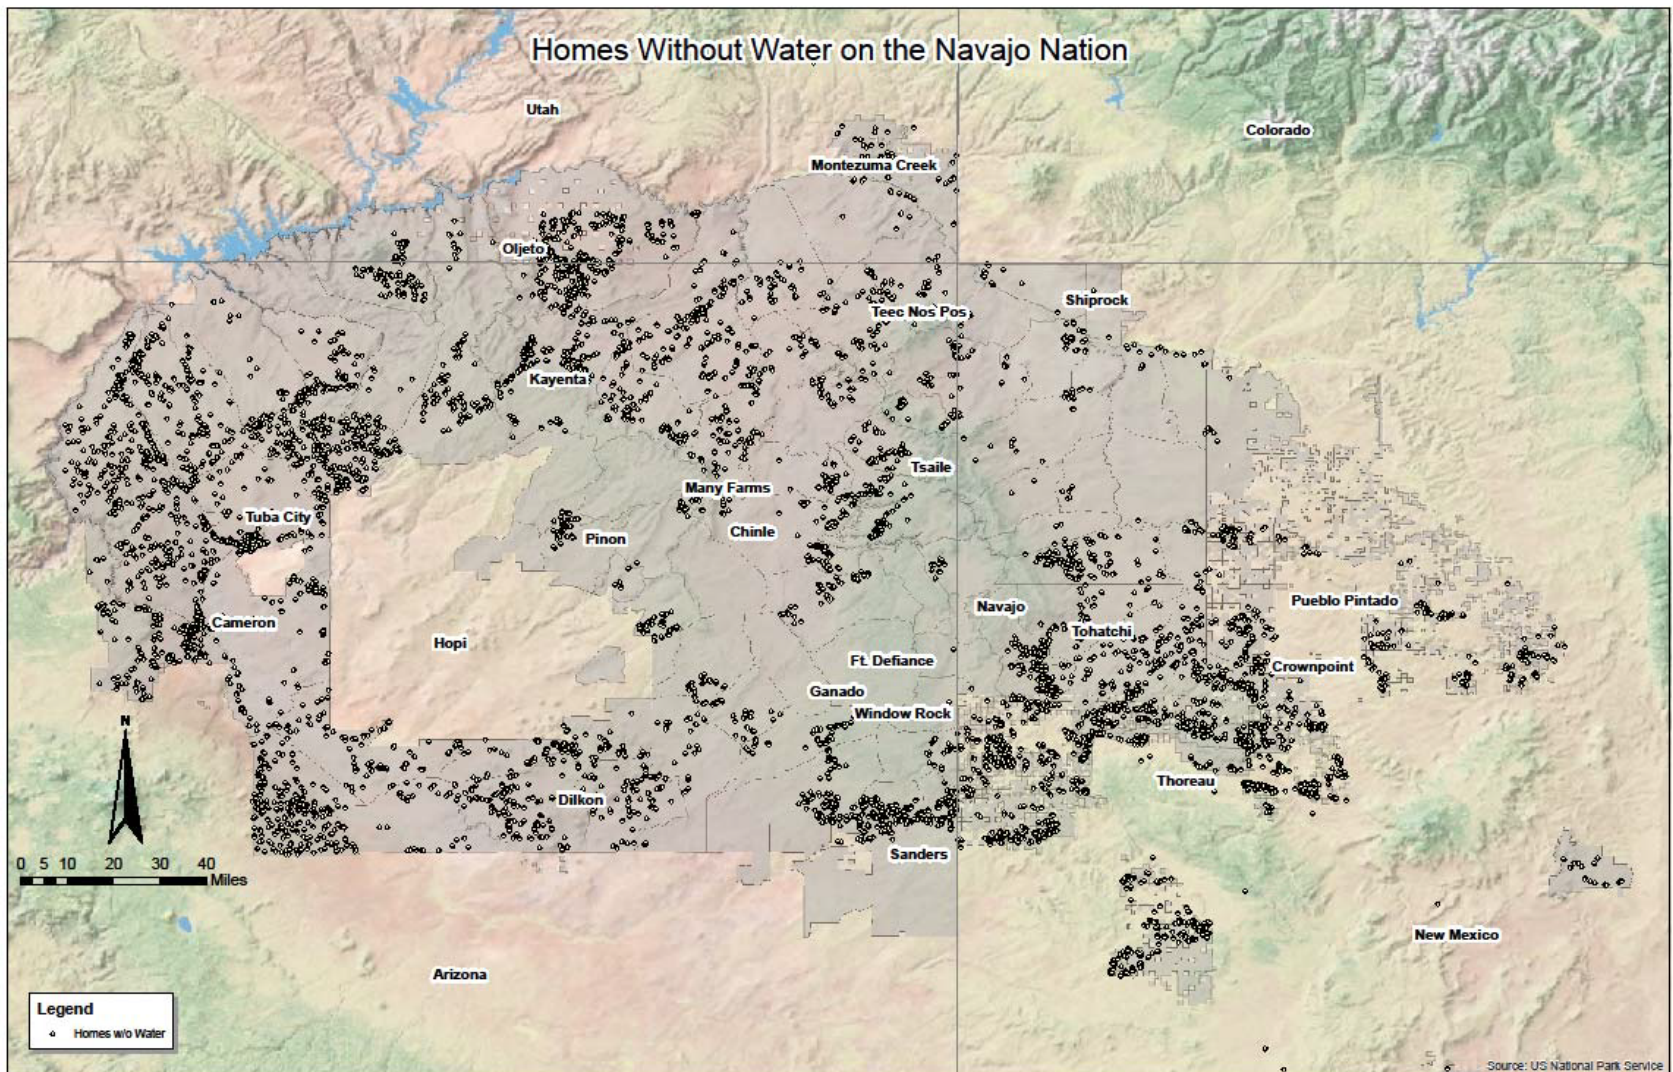 Homes Without Water on the Navajo Nation
Utah
Colorado
Montezuma Creek
Oljeto
Shiprock
Teec Nos Pos
Kayenta
Tsaile
Many Farms
Tuba City
Chinle
Pinon
Pueblo Pintado
Navajo
Cameron
Tohatchi
Hopi
Ft. Defiance
Crownpoint
Ganado
Window Rock
N
Thoreau
Dilkon
Sanders
0 5 10 20 30 40
Miles
New Mexico
Arizona
Legend
Homes w/o Water
Source: US National Park Service